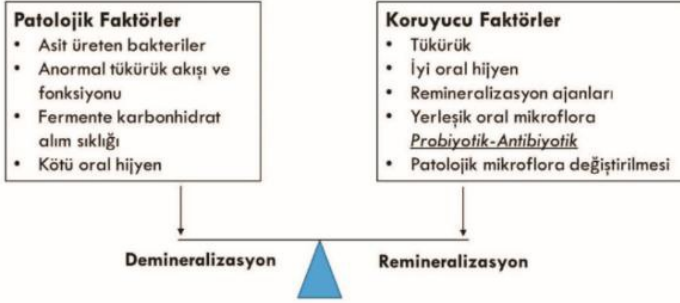 Patolojik Faktörler
• Asit üreten bakteriler
• Anormal tükürük akışı ve
fonksiyonu
• Fermente karbonhidrat
alım sıklığı
• Kötü oral hijyen
Koruyucu Faktörler
• Tükürük
• İyi oral hijyen
• Remineralizasyon ajanları
• Yerleşik oral mikroflora
Probiyotik-Antibiyotik
• Patolojik mikroflora değiştirilmesi
Demineralizasyon
Remineralizasyon